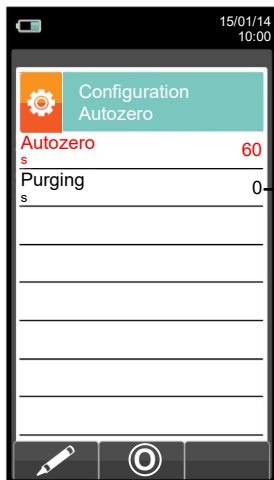 15/01/14
10:00
Configuration
Autozero
Autozero 60
s
Purging 0
s
O